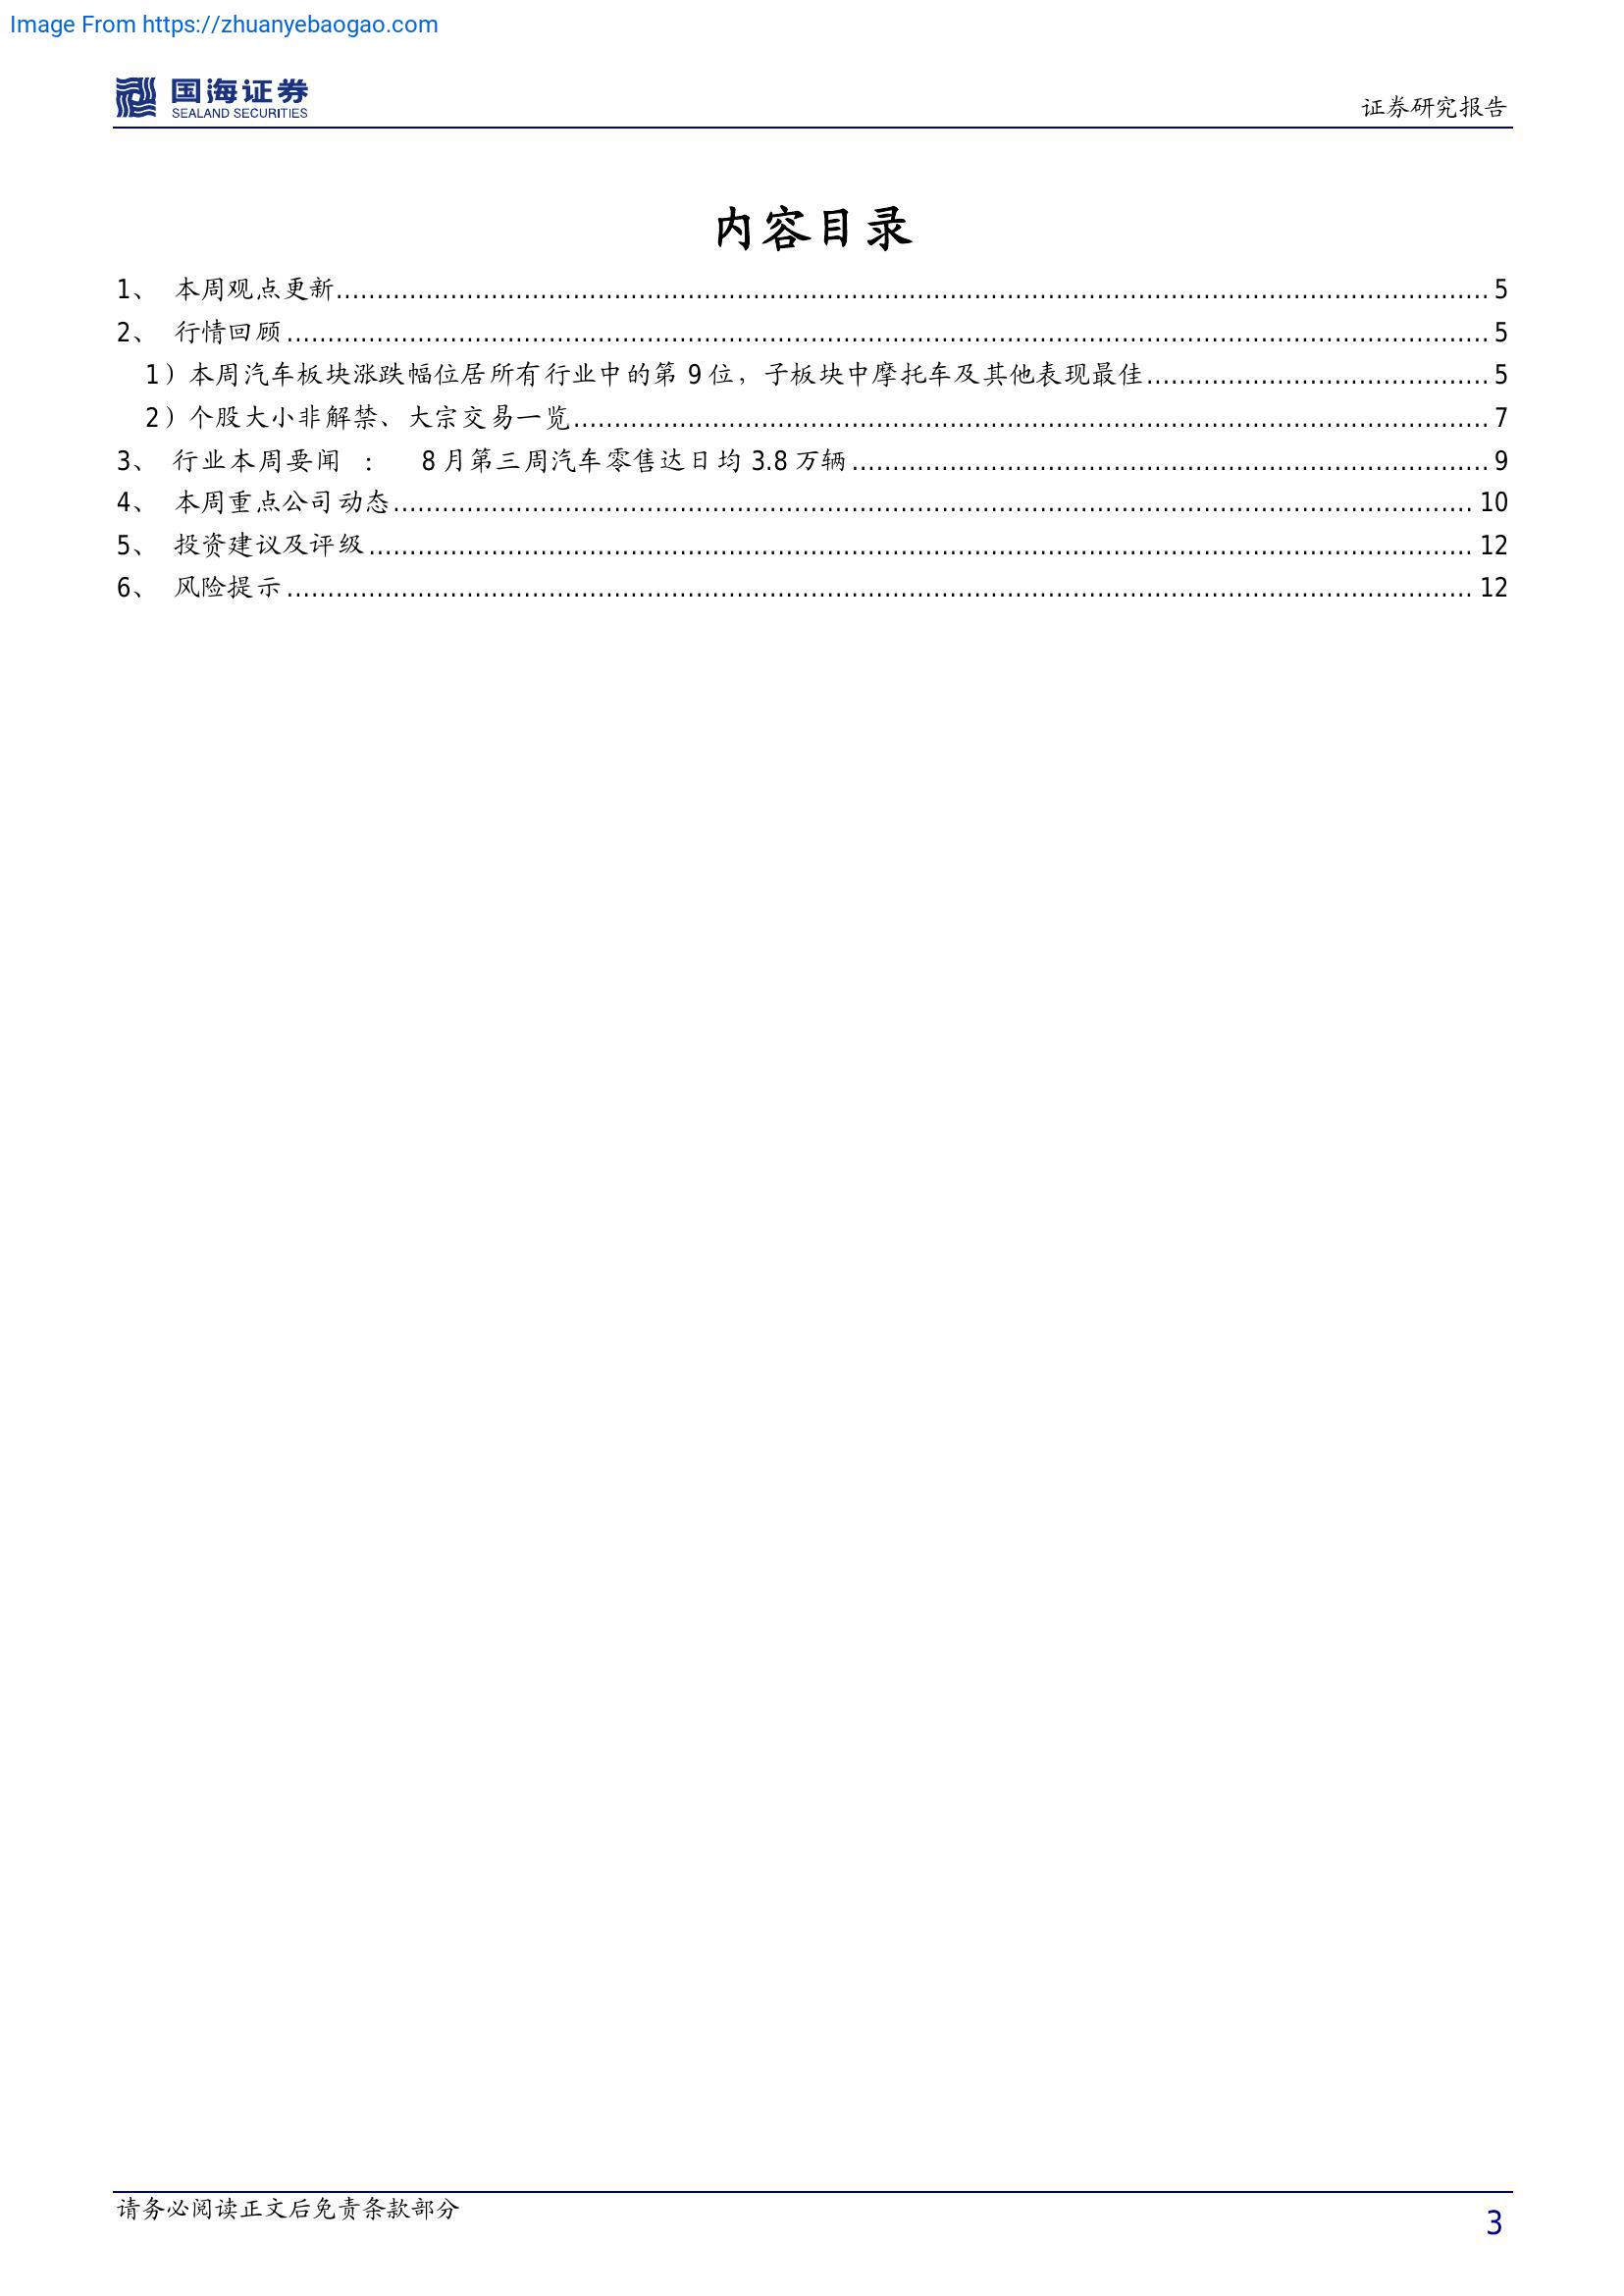 Image From https://zhuanyebaogao.com
国海证券
SEALAND SECURITIES
证券研究报告
内容目录
1、 本周观点更新........................................ 5
2、 行情回顾........................................ 5
1）本周汽车板块涨跌幅位居所有行业中的第 9 位，子板块中摩托车及其他表现最佳........................................ 5
2）个股大小非解禁、大宗交易一览........................................ 7
3、 行业本周要闻 ： 8 月第三周汽车零售达日均 3.8 万辆........................................ 9
4、 本周重点公司动态........................................ 10
5、 投资建议及评级........................................ 12
6、 风险提示........................................ 12
请务必阅读正文后免责条款部分
3